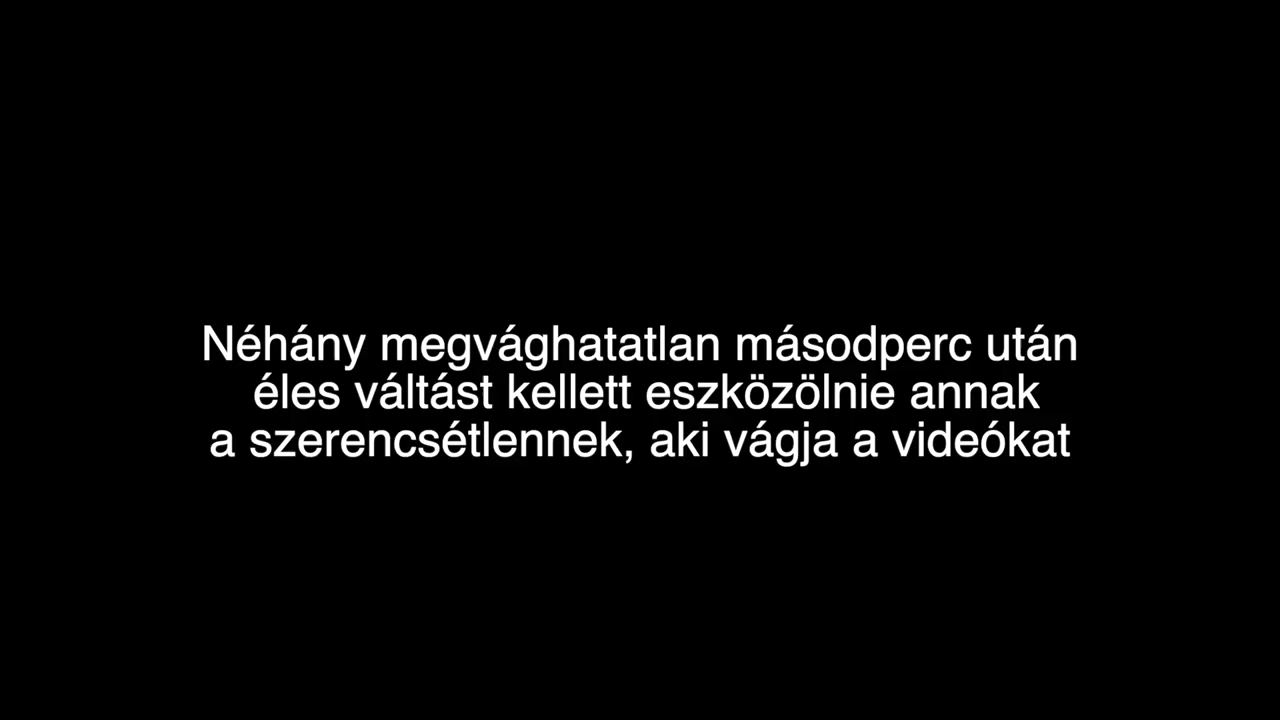 Néhány megvághatatlan másodperc után
éles váltást kellett eszközölnie annak
a szerencsétlennek, aki vágja a videókat